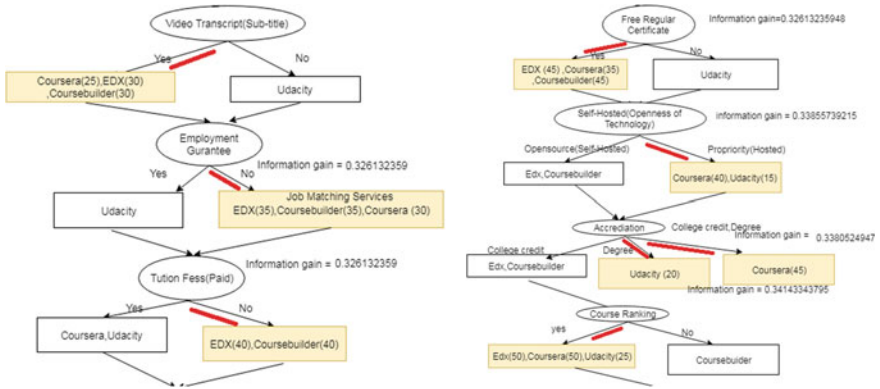 Video Transcript(Sub-title)
Yes
No
Coursera(25),EDX(30)
,Coursebuilder(30)
Udacity
Employment
Gurantee
Information gain = 0.326132359
Yes
No
Udacity
Job Matching Services
EDX(35),Coursebuilder(35),Coursera (30)
Tution Fess(Paid)
Information gain = 0.326132359
Yes
No
Coursera,Udacity
EDX(40),Coursebuilder(40)
Free Regular
Certificate
Information gain=0.32613235948
Yes
No
EDX (45) ,Coursera(35)
,Coursebuilder(45)
Udacity
Self-Hosted(Openness of
Technology)
information gain = 0.33855739215
Opensource(Self-Hosted)
Propriority(Hosted)
Edx,Coursebuilder
Coursera(40),Udacity(15)
Accrediation
College credit,Degree
Information gain =
0.3380524947
College credit
Degree
Edx,Coursebuilder
Udacity (20)
Coursera(45)
Information gain = 0.34143343795
Course Ranking
yes
No
Edx(50),Coursera(50),Udacity(25)
Coursebuider